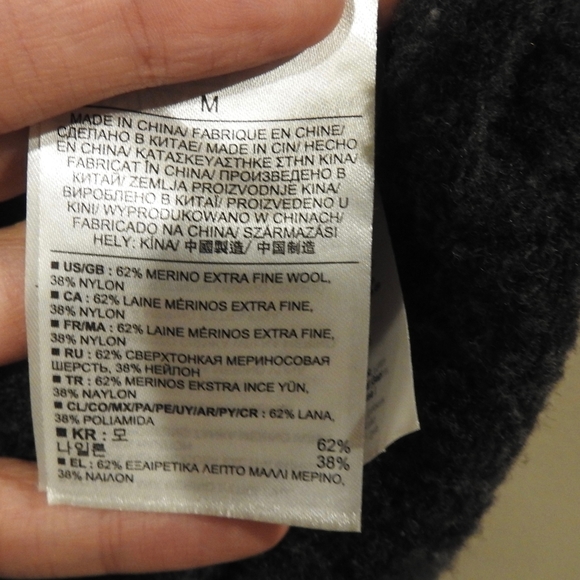 M
MADE IN CHINA/ FABRIQUE EN CHINE/
СДЕЛАНО В КИТАЕ/ MADE IN CIN/ HECHO
EN CHINA/ ΚΑΤΑΣΚΕΥΑΣΤΗΚΕ ΣΤΗΝ ΚΙΝΑ/
FABRICAT ÎN CHINA/ ПРОИЗВЕДЕНО В
КИТАЙ/ ZEMLJA PROIZVODNJE KINA/
ВИРОБЛЕНО В КИТАЇ/ PROIZVEDENO U
KINI/ WYPRODUKOWANO W CHINACH/
FABRICADO NA CHINA/ SZÁRMAZÁSI
HELY: KÍNA/ 中國製造/ 中国制造
■ US/GB : 62% MERINO EXTRA FINE WOOL,
38% NYLON
■ CA : 62% LAINE MÉRINOS EXTRA FINE,
38% NYLON
■ FR/MA : 62% LAINE MÉRINOS EXTRA FINE,
38% NYLON
■ RU : 62% СВЕРХТОНКАЯ МЕРИНОСОВАЯ
ШЕРСТЬ, 38% НЕЙЛОН
■ TR : 62% MERINOS EKSTRA INCE YÜN,
38% NAYLON
■ CL/CO/MX/PA/PE/UY/AR/PY/CR : 62% LANA,
38% POLIAMIDA
■ KR : 모 62%
나일론 38%
■ EL : 62% ΕΞΑΙΡΕΤΙΚΑ ΛΕΠΤΟ ΜΑΛΛΙ ΜΕΡΙΝΟ,
38% ΝΑΙΛΟΝ